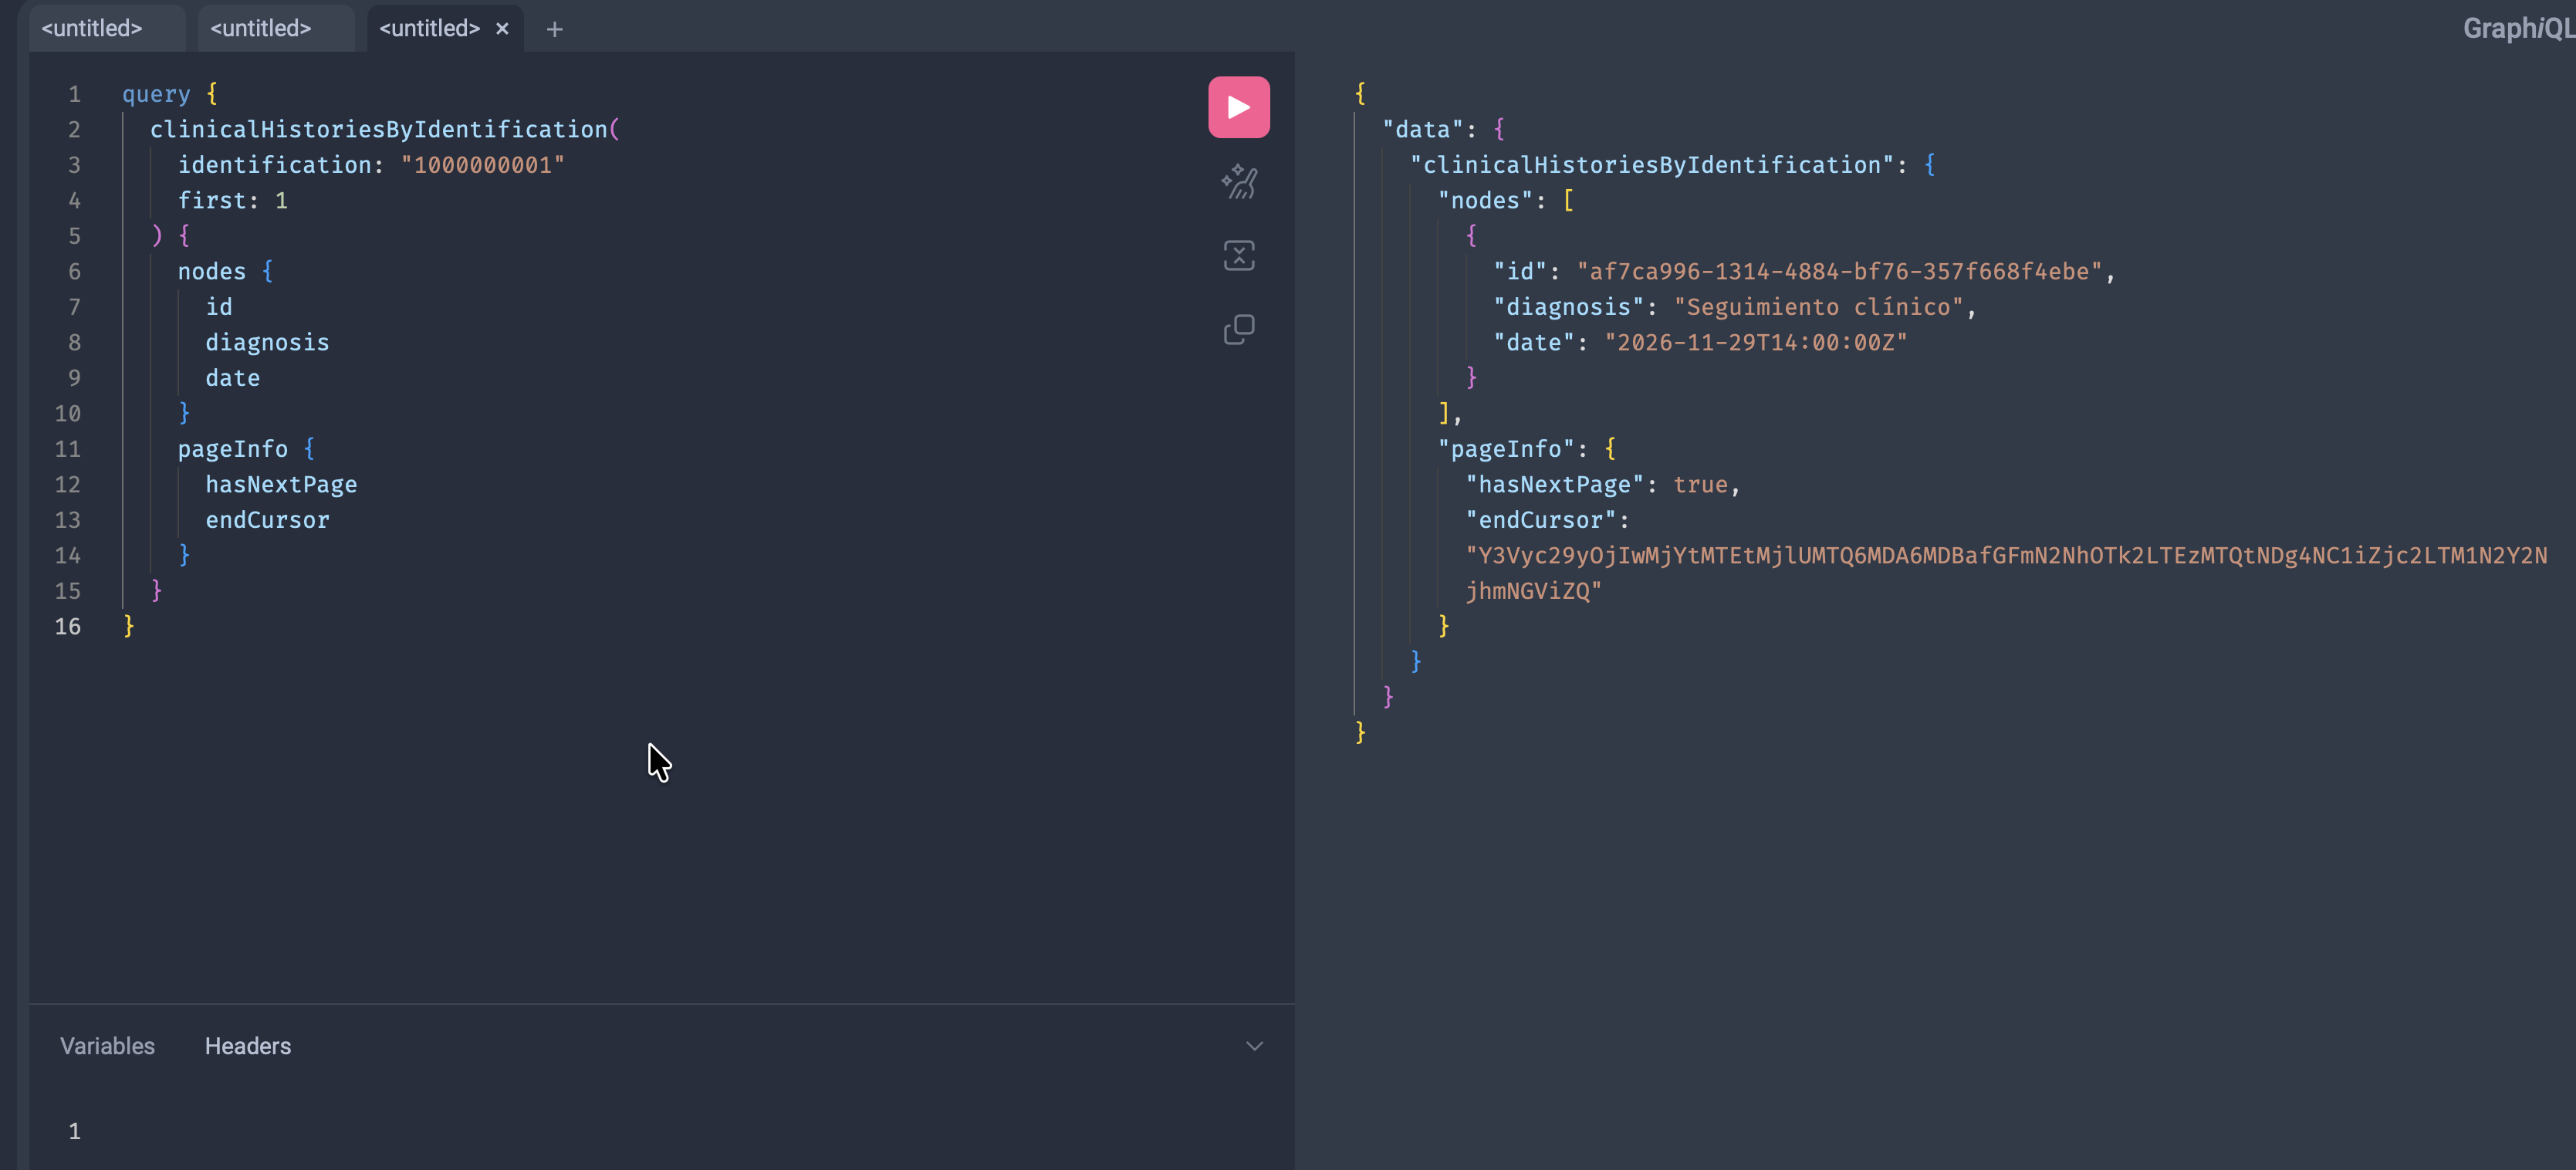 <untitled> <untitled> <untitled> × +
GraphiQL
1 query {
2 clinicalHistoriesByIdentification(
3 identification: "1000000001"
4 first: 1
5 ) {
6 nodes {
7 id
8 diagnosis
9 date
10 }
11 pageInfo {
12 hasNextPage
13 endCursor
14 }
15 }
16 }
Variables Headers
1
{
"data": {
"clinicalHistoriesByIdentification": {
"nodes": [
{
"id": "af7ca996-1314-4884-bf76-357f668f4ebe",
"diagnosis": "Seguimiento clínico",
"date": "2026-11-29T14:00:00Z"
}
],
"pageInfo": {
"hasNextPage": true,
"endCursor":
"Y3Vyc29yOjIwMjYtMTEtMjlUMTQ6MDA6MDBafGFmN2NhOTk2LTEzMTQtNDg4NC1iZjc2LTM1N2Y2N
jhmNGViZQ"
}
}
}
}